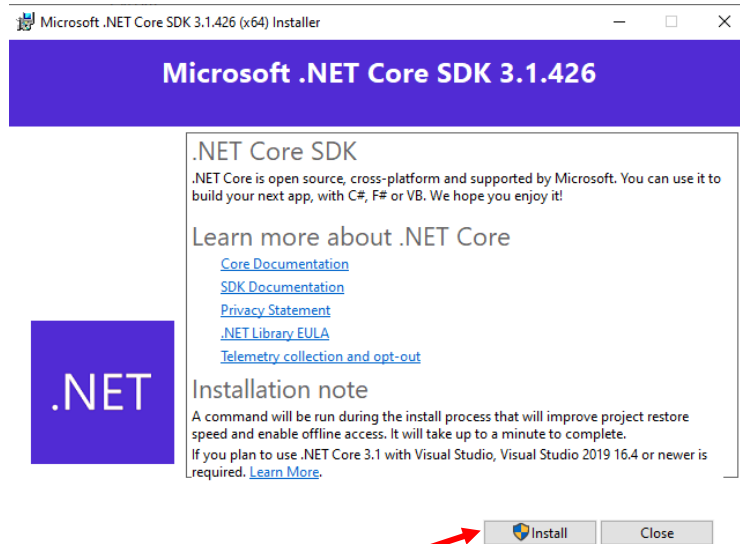 Microsoft .NET Core SDK 3.1.426 (x64) Installer
Microsoft .NET Core SDK 3.1.426
.NET Core SDK
.NET Core is open source, cross-platform and supported by Microsoft. You can use it to
build your next app, with C#, F# or VB. We hope you enjoy it!
Learn more about .NET Core
Core Documentation
SDK Documentation
Privacy Statement
.NET Library EULA
Telemetry collection and opt-out
.NET
Installation note
A command will be run during the install process that will improve project restore
speed and enable offline access. It will take up to a minute to complete.
If you plan to use .NET Core 3.1 with Visual Studio, Visual Studio 2019 16.4 or newer is
required. Learn More.
Install
Close